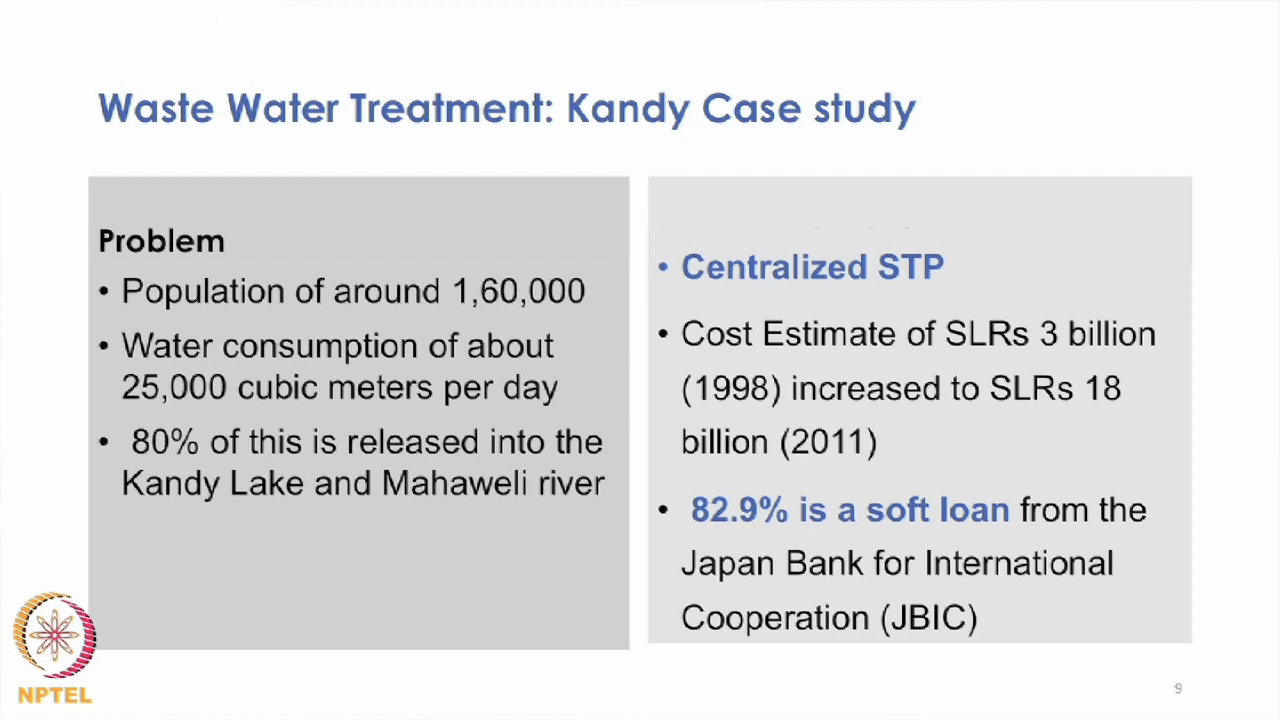 Waste Water Treatment: Kandy Case study
Problem
• Population of around 1,60,000
• Water consumption of about
25,000 cubic meters per day
• 80% of this is released into the
Kandy Lake and Mahaweli river
• Centralized STP
• Cost Estimate of SLRs 3 billion
(1998) increased to SLRs 18
billion (2011)
• 82.9% is a soft loan from the
Japan Bank for International
Cooperation (JBIC)
NPTEL
9